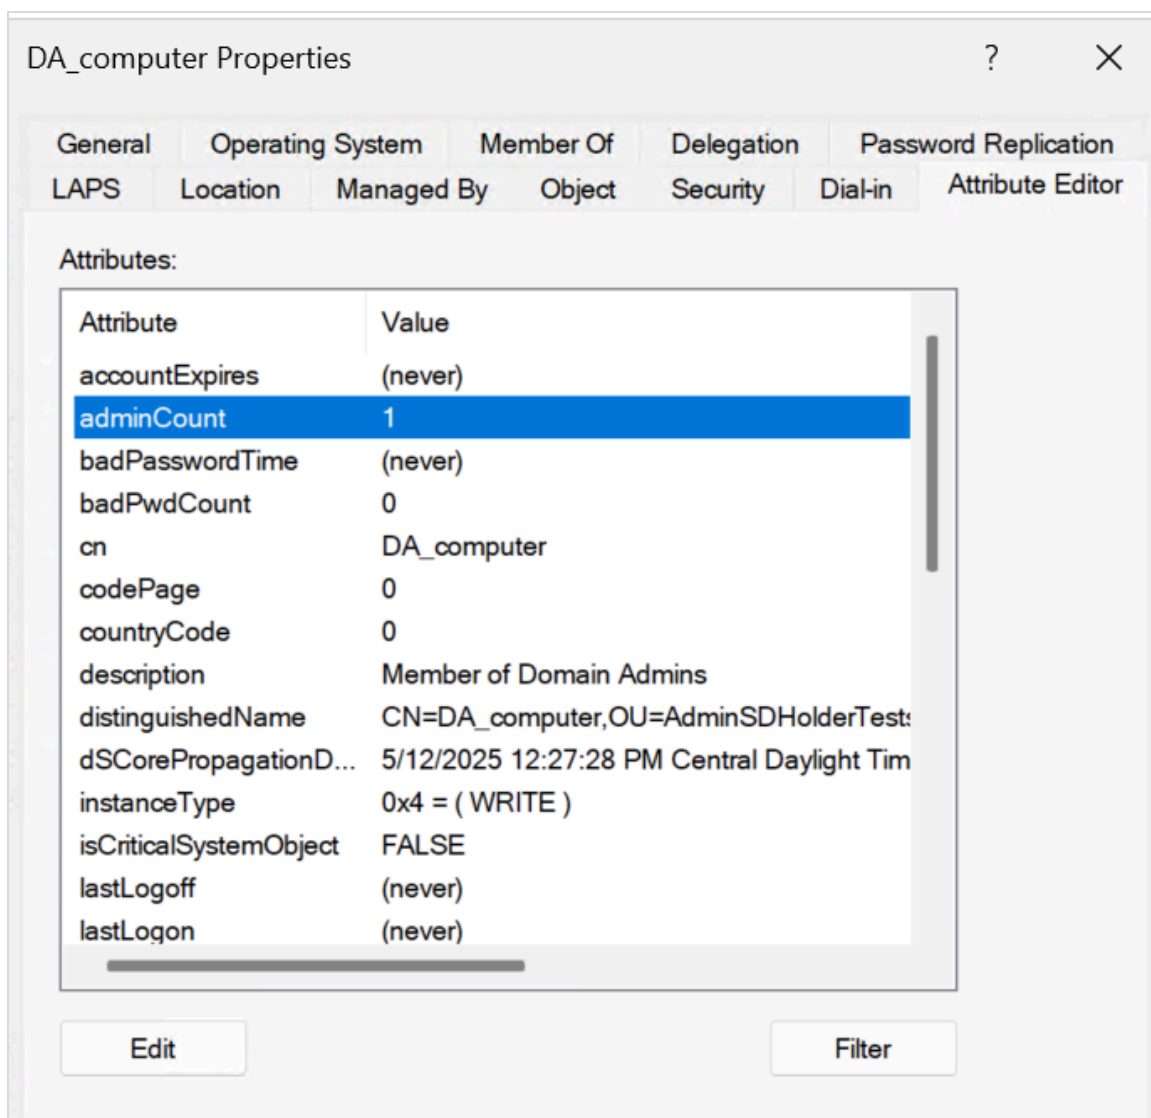 DA_computer Properties ?
General Operating System Member Of Delegation Password Replication
LAPS Location Managed By Object Security Dial-in Attribute Editor
Attributes:
Attribute Value
accountExpires (never)
adminCount 1
badPasswordTime (never)
badPwdCount 0
cn DA_computer
codePage 0
countryCode 0
description Member of Domain Admins
distinguishedName CN=DA_computer,OU=AdminSDHolderTests
dSCorePropagationD... 5/12/2025 12:27:28 PM Central Daylight Tim
instanceType 0x4 = ( WRITE )
isCriticalSystemObject FALSE
lastLogoff (never)
lastLogon (never)
Edit Filter